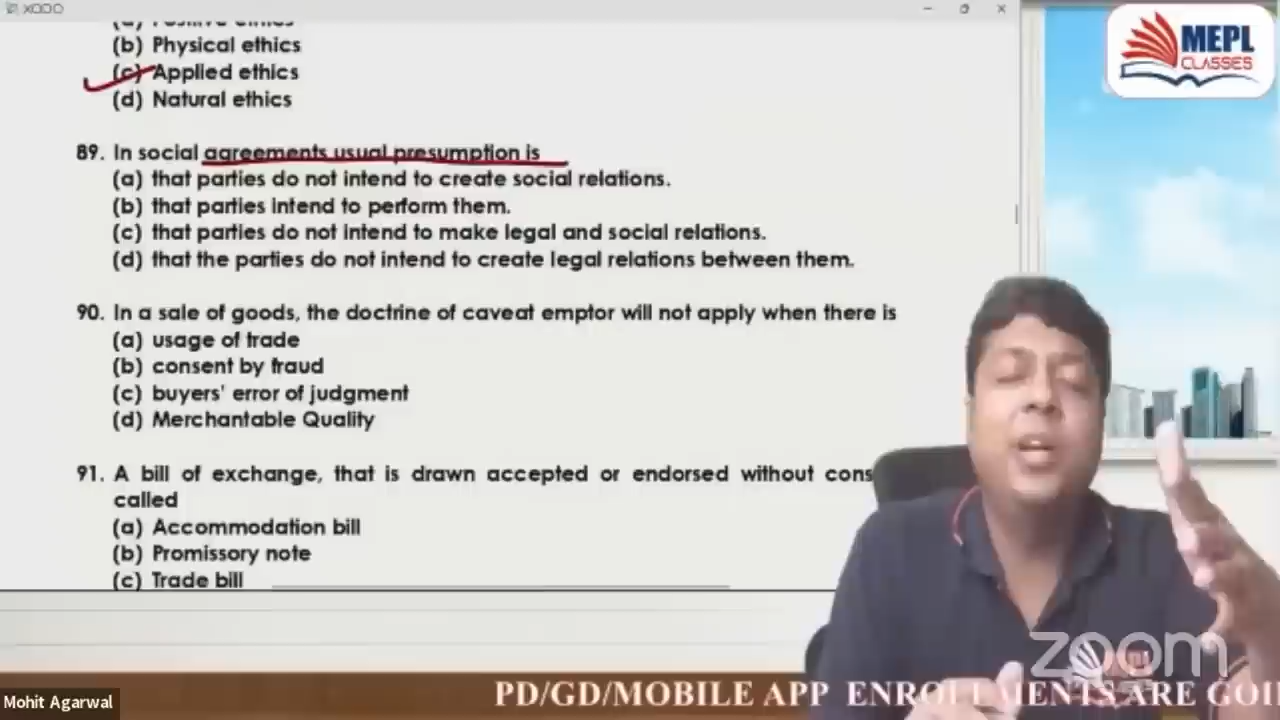 XODO
MEPL
CLASSES
(b) Physical ethics
(c) Applied ethics
(d) Natural ethics
89. In social agreements usual presumption is
(a) that parties do not intend to create social relations.
(b) that parties intend to perform them.
(c) that parties do not intend to make legal and social relations.
(d) that the parties do not intend to create legal relations between them.
90. In a sale of goods, the doctrine of caveat emptor will not apply when there is
(a) usage of trade
(b) consent by fraud
(c) buyers' error of judgment
(d) Merchantable Quality
91. A bill of exchange, that is drawn accepted or endorsed without cons
called
(a) Accommodation bill
(b) Promissory note
(c) Trade bill
zoom
Mohit Agarwal
PD/GD/MOBILE APP ENROLLMENTS ARE GOI